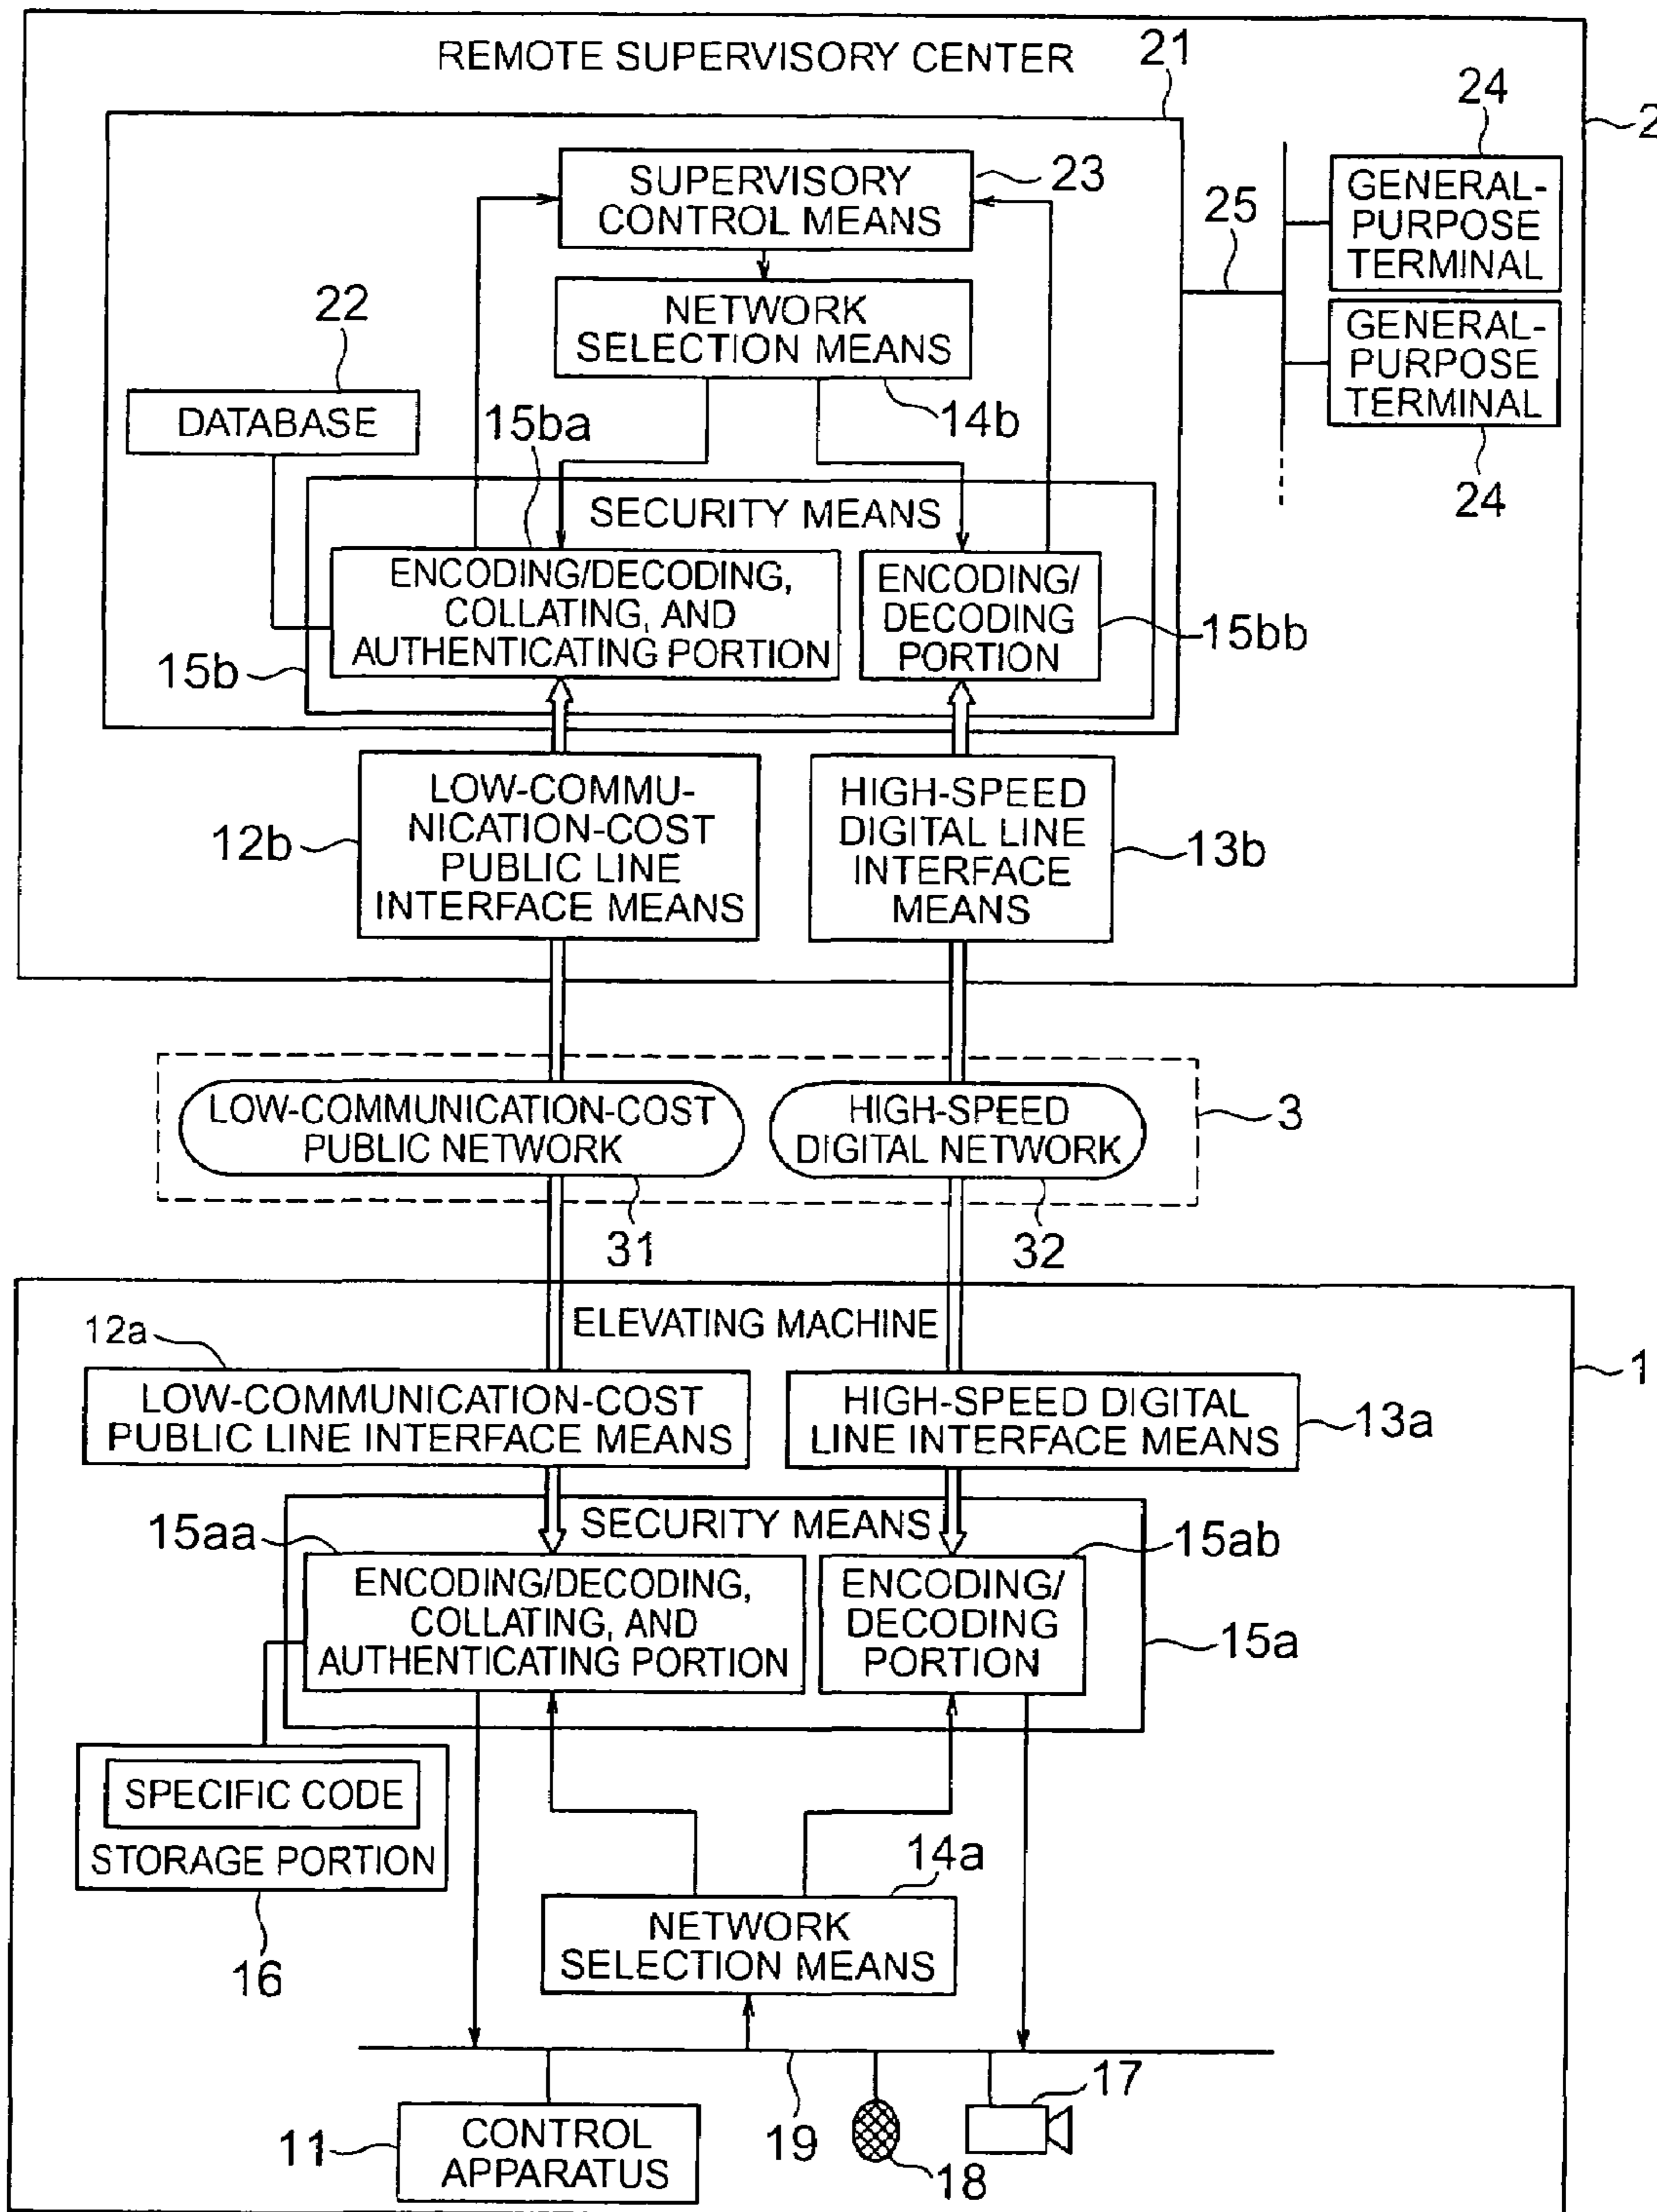 REMOTE SUPERVISORY CENTER
21
24
2
SUPERVISORY
CONTROL MEANS
23
GENERAL-
PURPOSE
TERMINAL
25
NETWORK
SELECTION MEANS
22
GENERAL-
PURPOSE
TERMINAL
DATABASE
15ba
14b
24
SECURITY MEANS
ENCODING/DECODING,
COLLATING, AND
AUTHENTICATING PORTION
ENCODING/
DECODING
PORTION
15bb
15b
LOW-COMMU-
NICATION-COST
PUBLIC LINE
INTERFACE MEANS
12b
HIGH-SPEED
DIGITAL LINE
INTERFACE
MEANS
13b
LOW-COMMUNICATION-COST
PUBLIC NETWORK
HIGH-SPEED
DIGITAL NETWORK
3
31
32
ELEVATING MACHINE
12a
1
LOW-COMMUNICATION-COST
PUBLIC LINE INTERFACE MEANS
HIGH-SPEED DIGITAL
LINE INTERFACE MEANS
13a
SECURITY MEANS
15aa
15ab
ENCODING/DECODING,
COLLATING, AND
AUTHENTICATING PORTION
ENCODING/
DECODING
PORTION
15a
SPECIFIC CODE
STORAGE PORTION
14a
16
NETWORK
SELECTION MEANS
17
11
CONTROL
APPARATUS
19
18